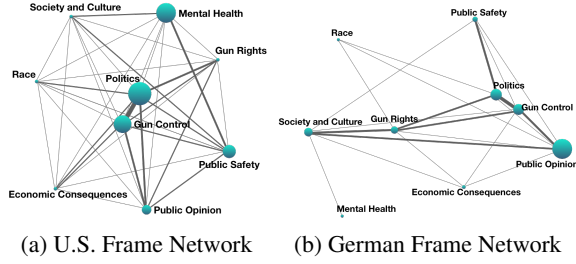 Society and Culture
Mental Health
Gun Rights
Race
Politics
Gun Control
Public Safety
Economic Consequences
Public Opinion
(a) U.S. Frame Network
Public Safety
Race
Politics
Gun Control
Gun Rights
Society and Culture
Public Opinion
Economic Consequences
Mental Health
(b) German Frame Network